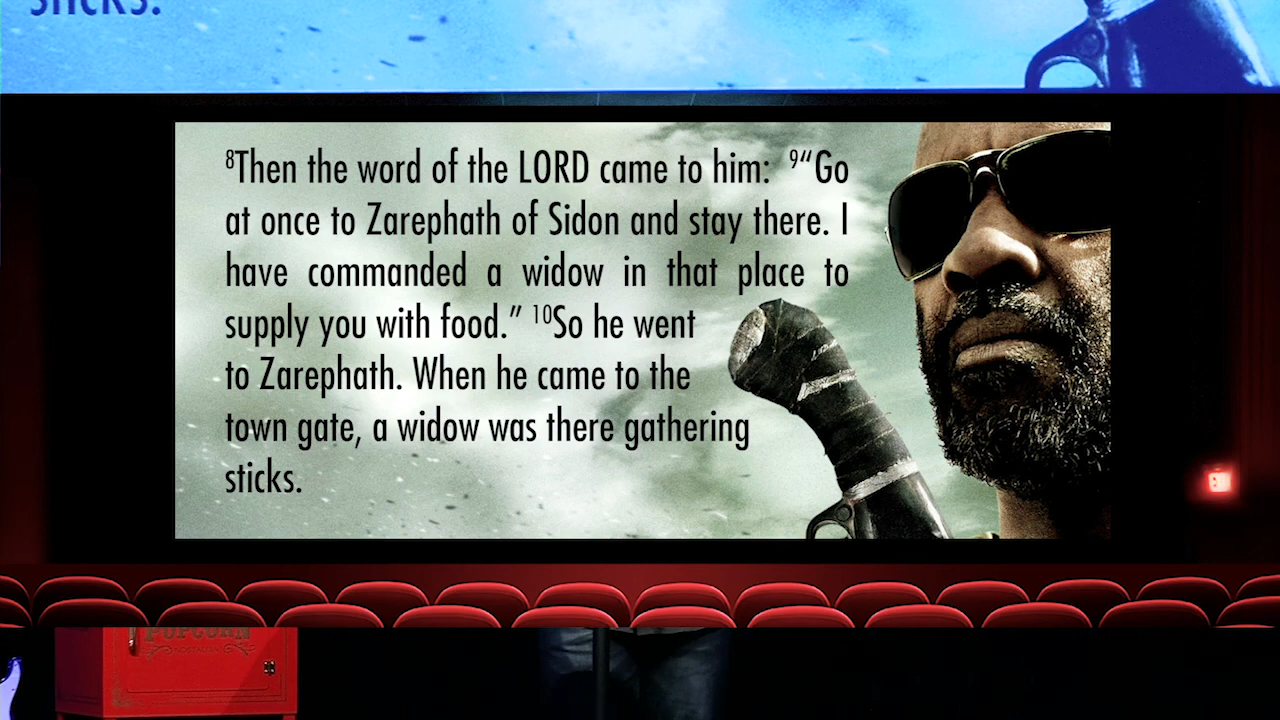 sticks.
⁸Then the word of the LORD came to him: ⁹“Go
at once to Zarephath of Sidon and stay there. I
have commanded a widow in that place to
supply you with food.” ¹⁰So he went
to Zarephath. When he came to the
town gate, a widow was there gathering
sticks.
POPCORN